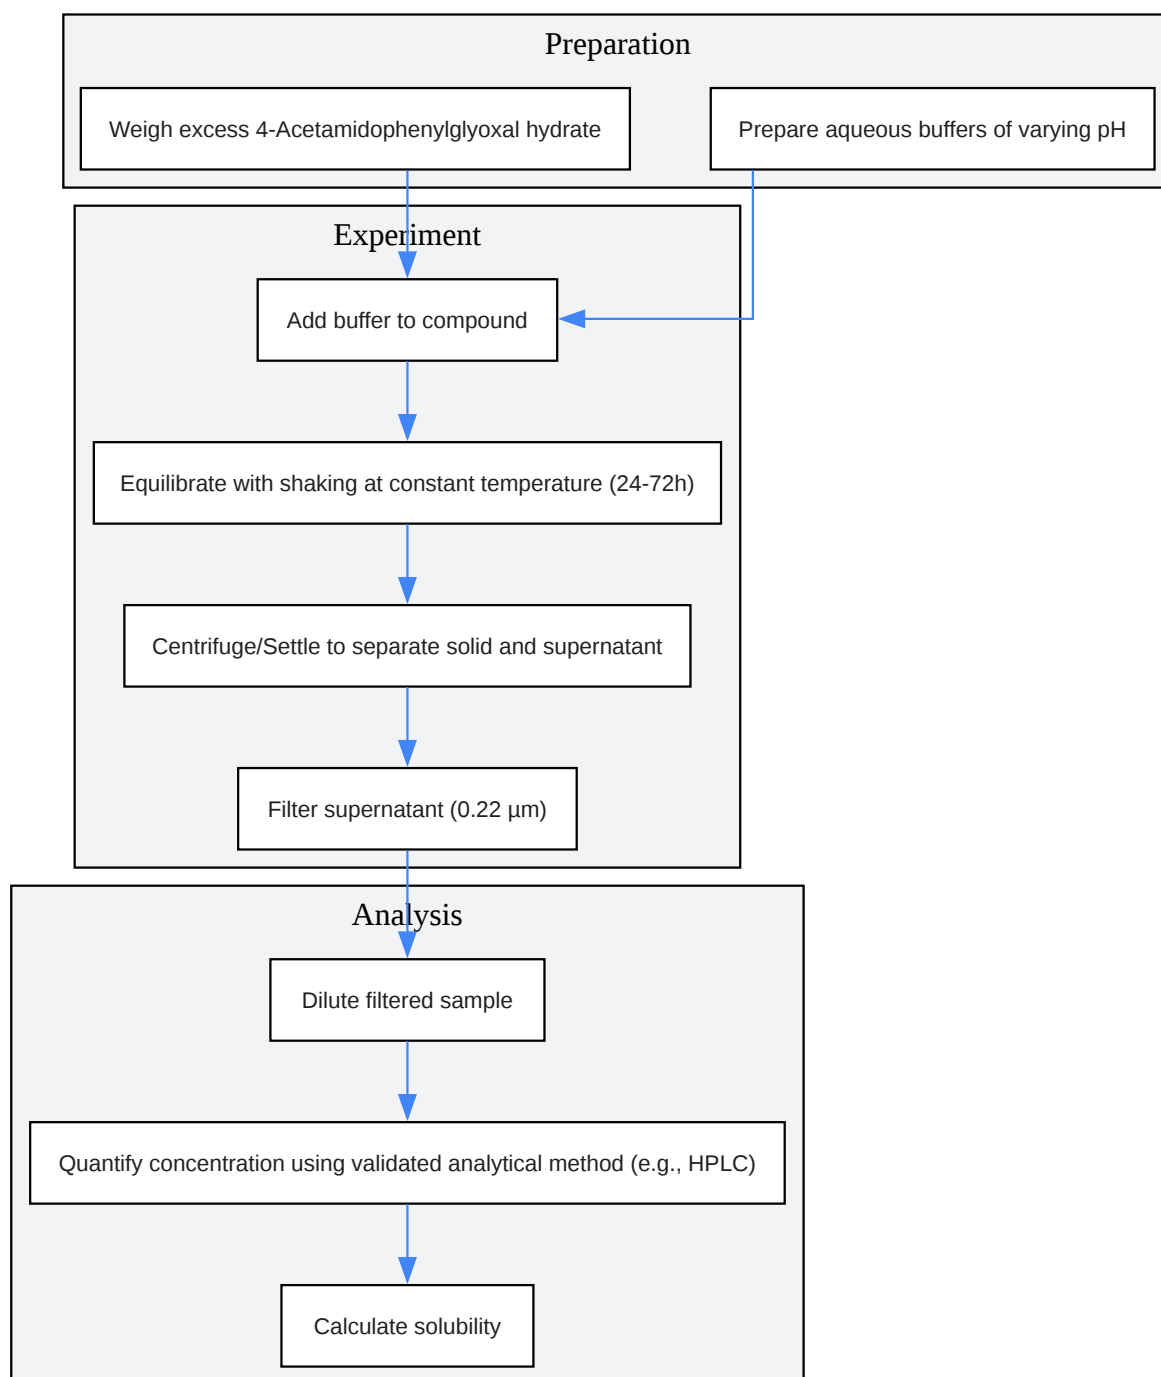 Preparation
Weigh excess 4-Acetamidophenylglyoxal hydrate
Prepare aqueous buffers of varying pH
Experiment
Add buffer to compound
Equilibrate with shaking at constant temperature (24-72h)
Centrifuge/Settle to separate solid and supernatant
Filter supernatant (0.22 µm)
Analysis
Dilute filtered sample
Quantify concentration using validated analytical method (e.g., HPLC)
Calculate solubility